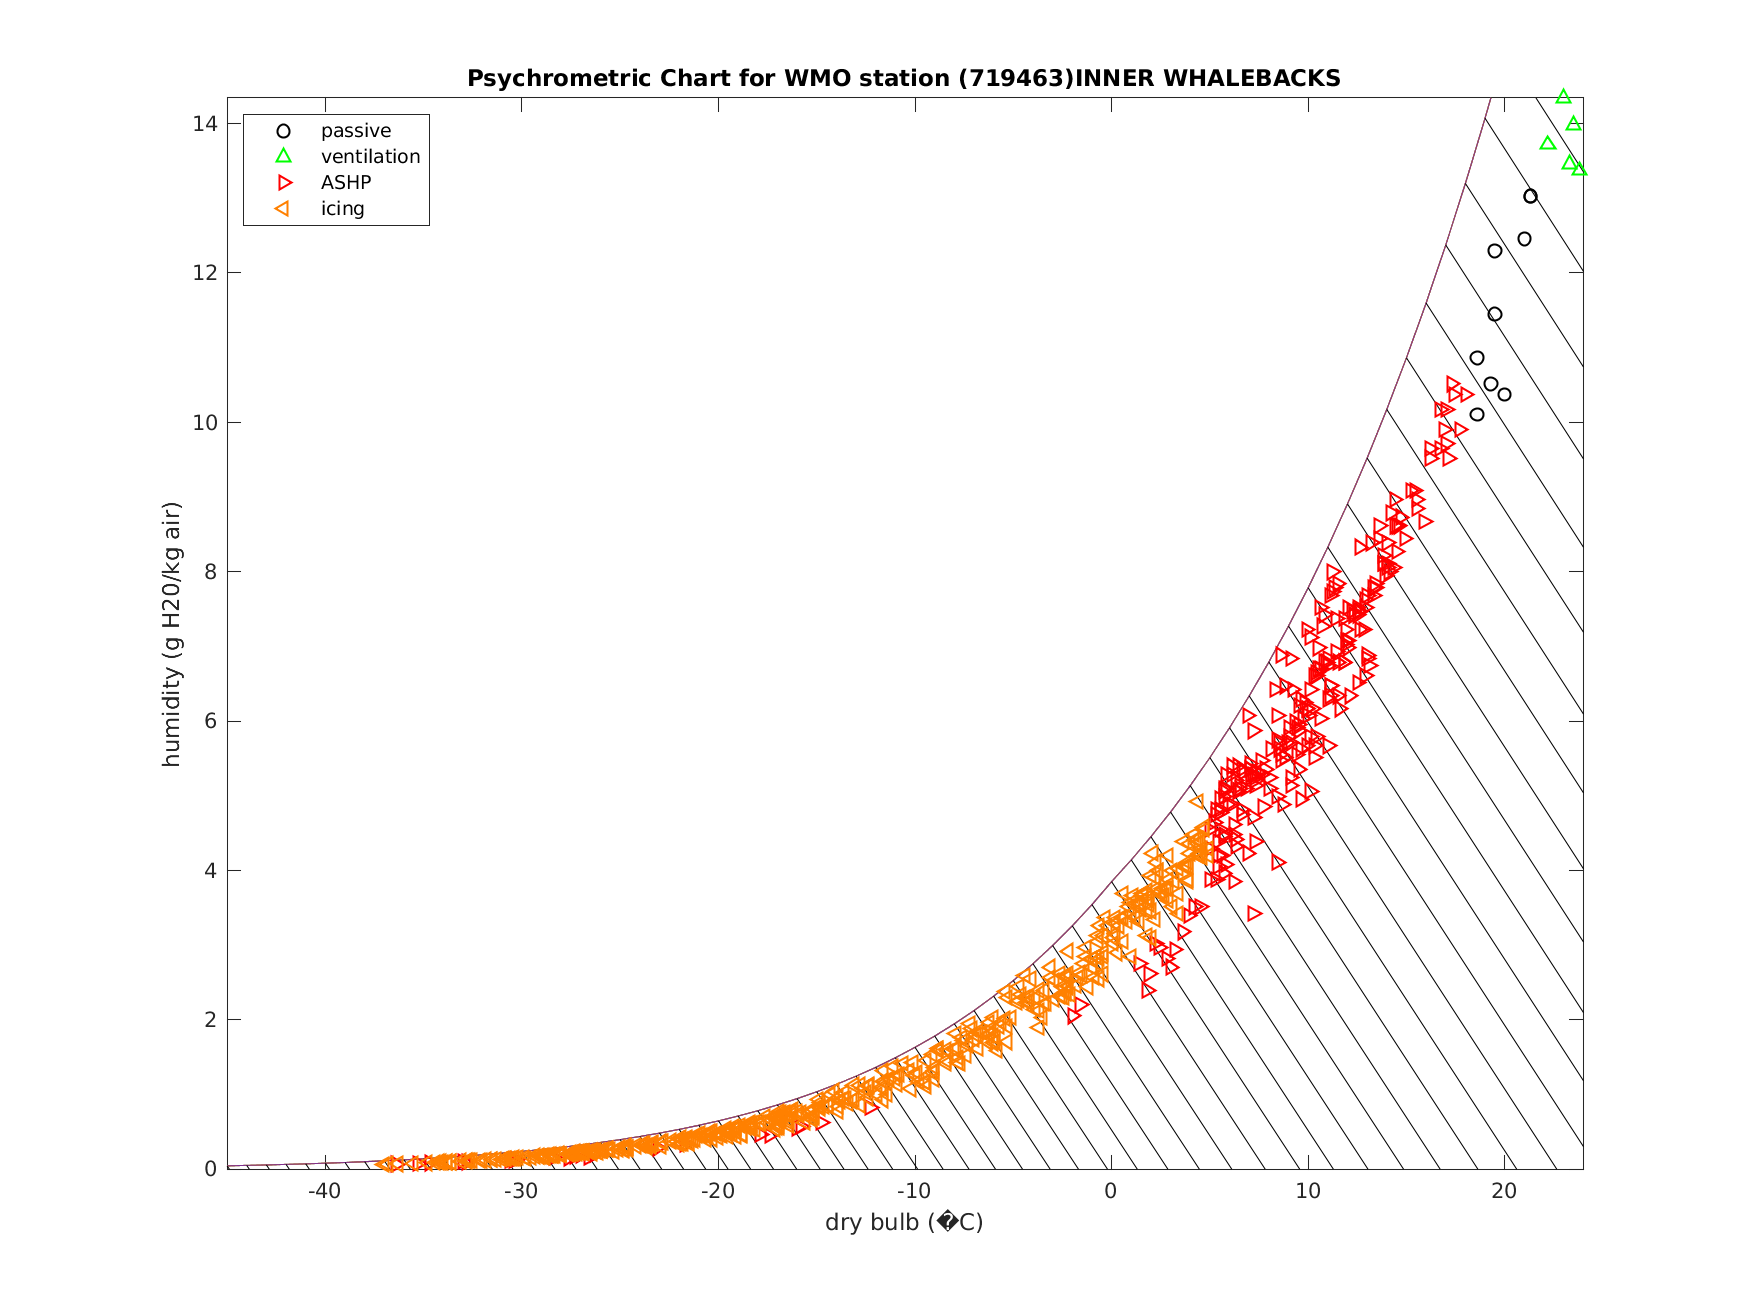 Psychrometric Chart for WMO station (719463)INNER WHALEBACKS
passive
ventilation
ASHP
icing
humidity (g H20/kg air)
14
12
10
8
6
4
2
0
-40
-30
-20
-10
0
10
20
dry bulb (�C)